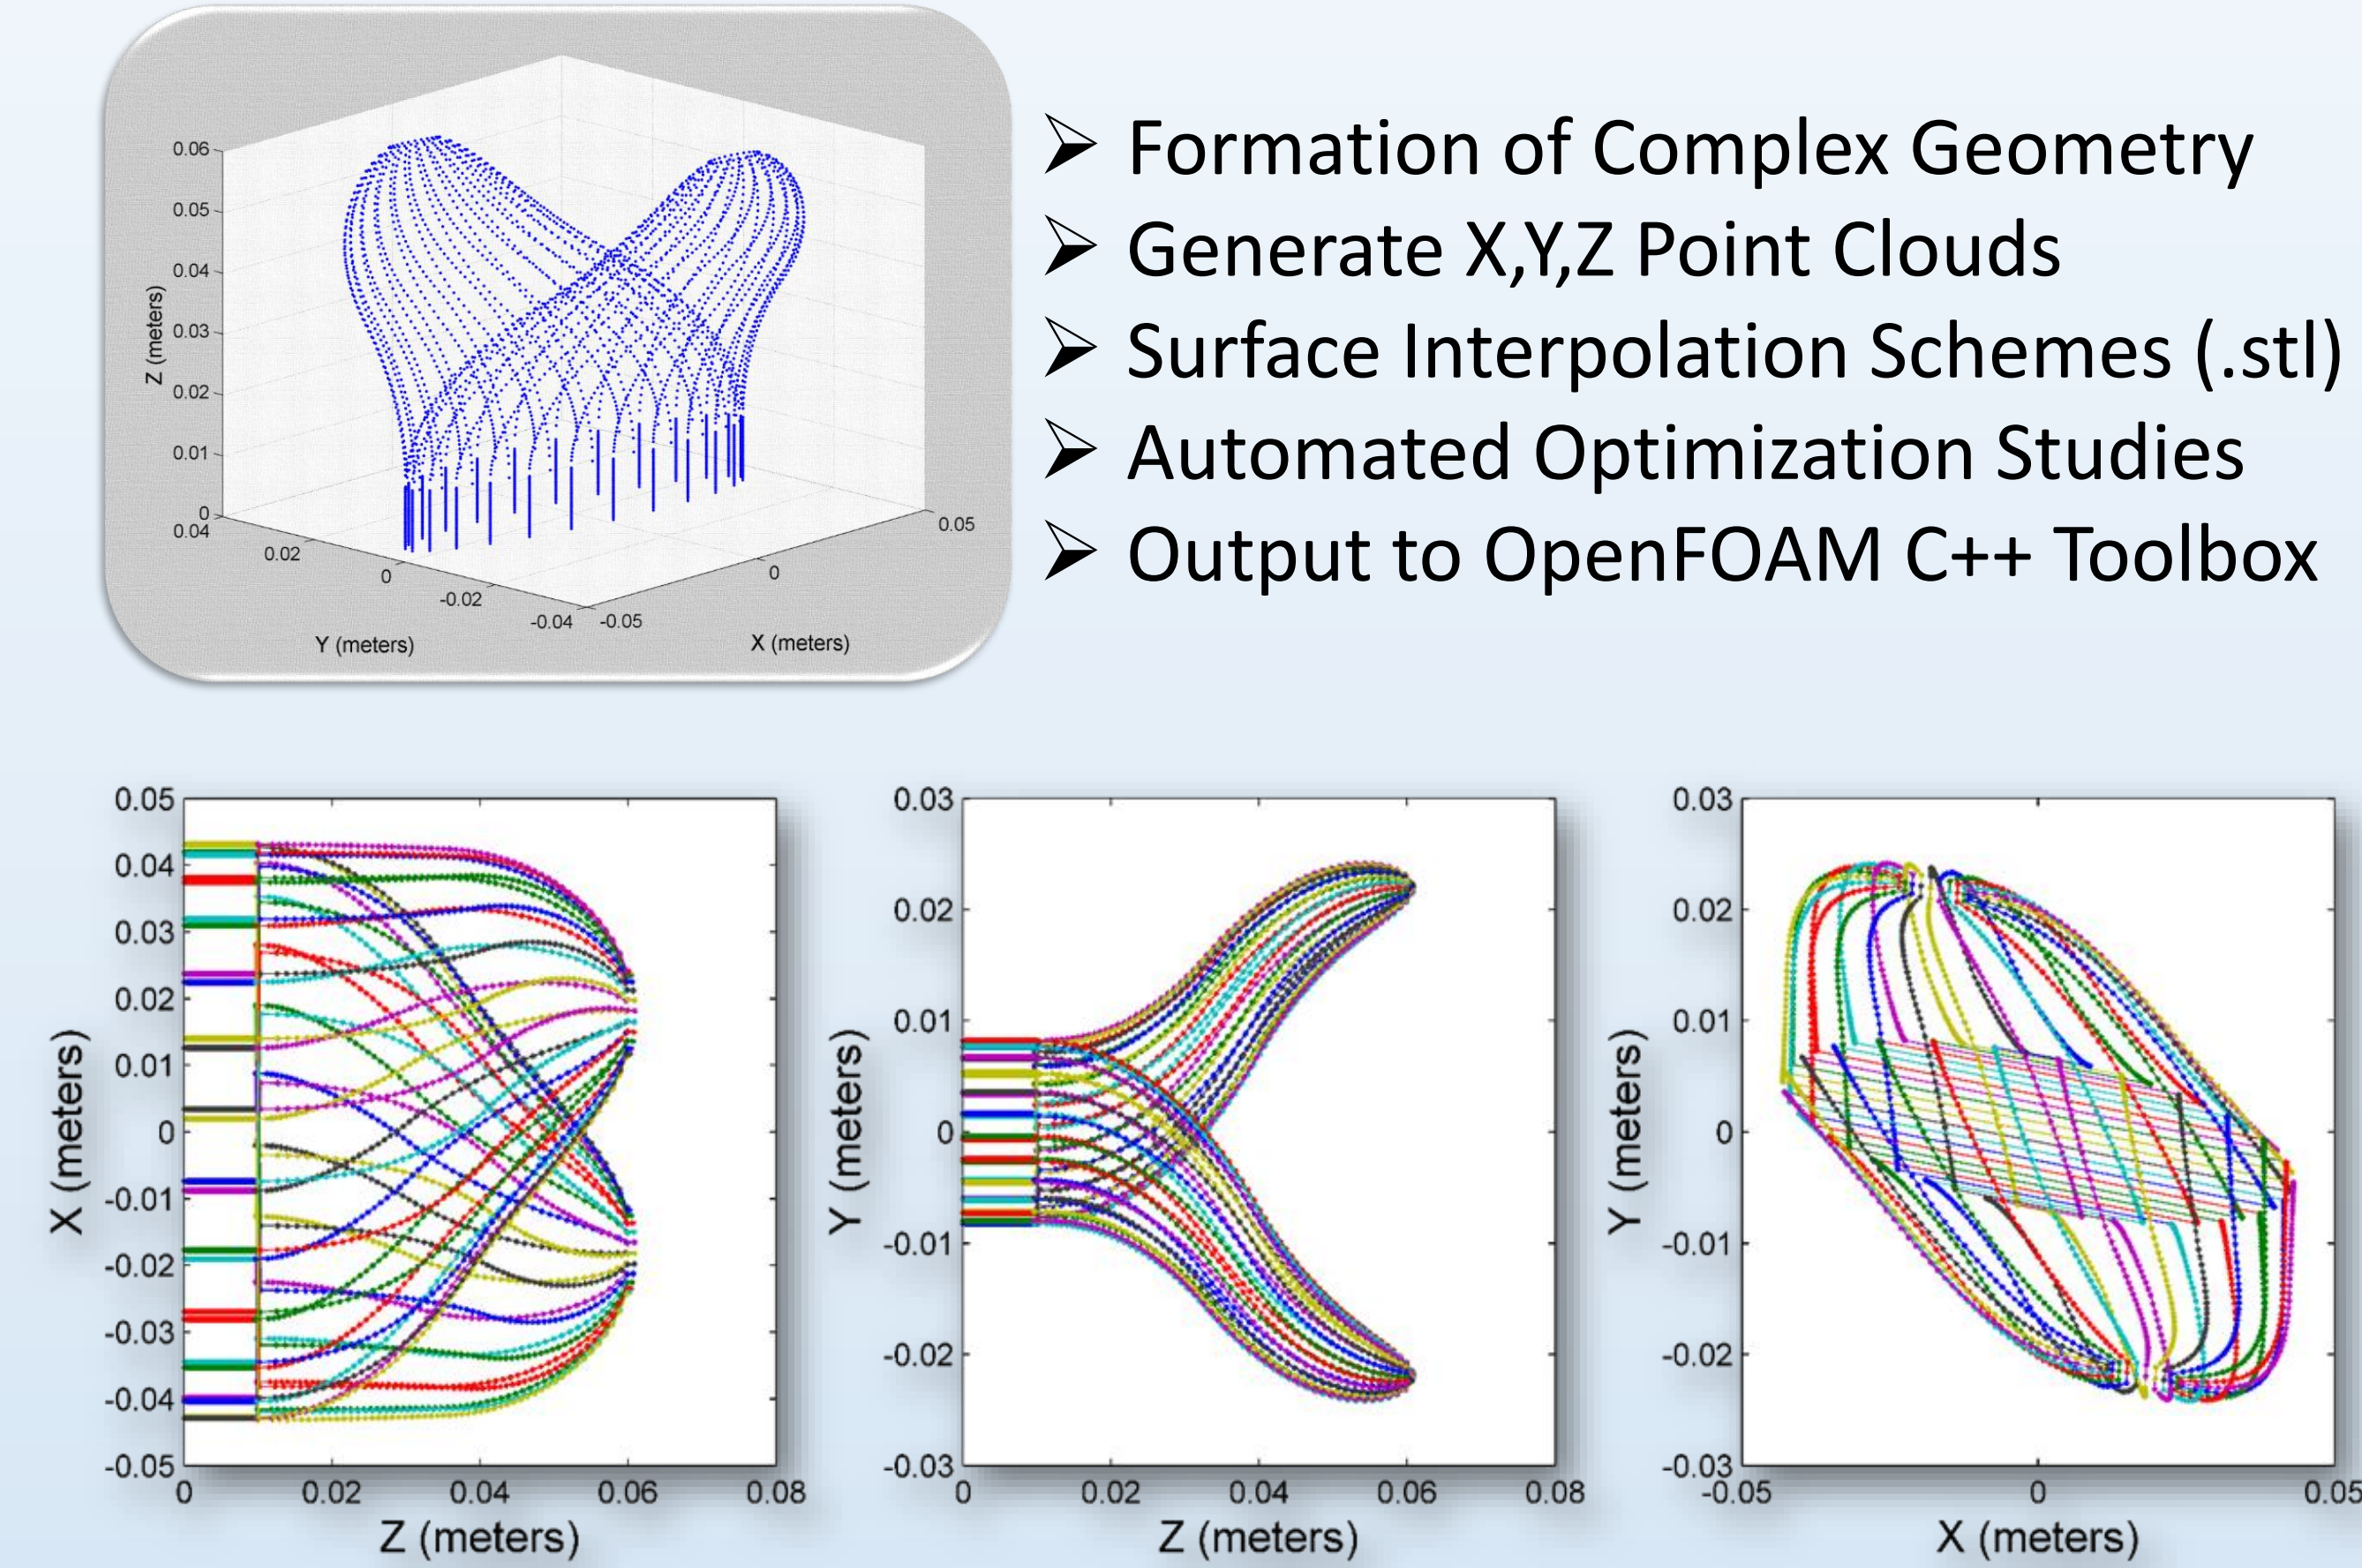 0.06
0.05
0.04
0.03
0.02
0.01
0
Z (meters)
0.04
0.02
0
-0.02
-0.04
Y (meters)
-0.05
0
0.05
X (meters)
➢ Formation of Complex Geometry
➢ Generate X,Y,Z Point Clouds
➢ Surface Interpolation Schemes (.stl)
➢ Automated Optimization Studies
➢ Output to OpenFOAM C++ Toolbox
0.05
0.04
0.03
0.02
0.01
0
-0.01
-0.02
-0.03
-0.04
-0.05
X (meters)
0 0.02 0.04 0.06 0.08
Z (meters)
0.03
0.02
0.01
0
-0.01
-0.02
-0.03
Y (meters)
0 0.02 0.04 0.06 0.08
Z (meters)
0.03
0.02
0.01
0
-0.01
-0.02
-0.03
Y (meters)
-0.05 0 0.05
X (meters)